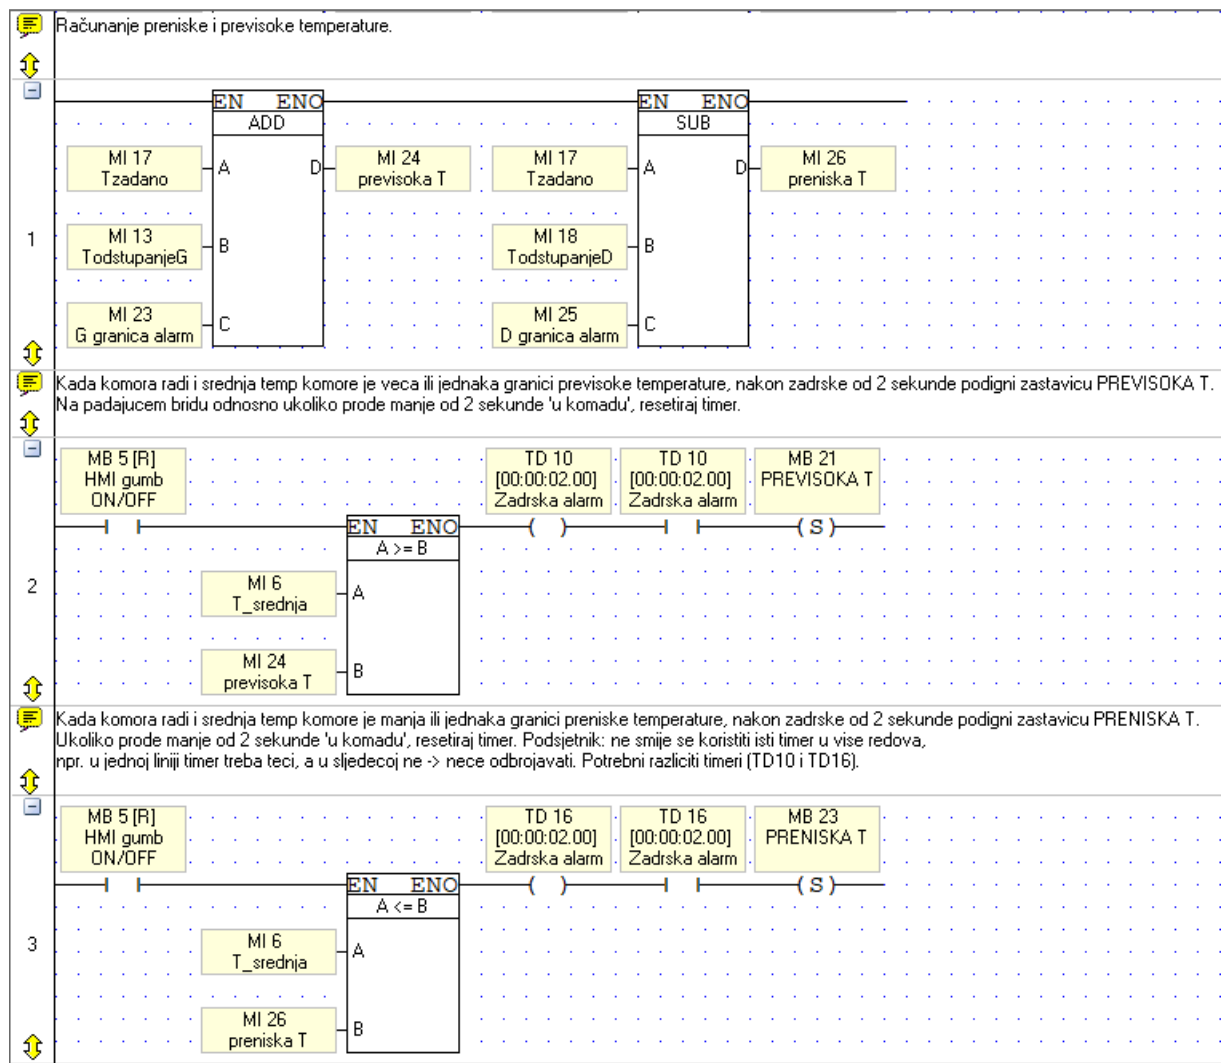 Računanje preniske i previsoke temperature.
1
EN ENO
ADD
MI 17
Tzadano
A
D
MI 24
previsoka T
MI 13
TodstupanjeG
B
MI 23
G granica alarm
C
EN ENO
SUB
MI 17
Tzadano
A
D
MI 26
preniska T
MI 18
TodstupanjeD
B
MI 25
D granica alarm
C
Kada komora radi i srednja temp komore je veca ili jednaka granici previsoke temperature, nakon zadrske od 2 sekunde podigni zastavicu PREVISOKA T.
Na padajucem bridu odnosno ukoliko prode manje od 2 sekunde 'u komadu', resetiraj timer.
2
MB 5 [R]
HMI gumb
ON/OFF
EN ENO
A >= B
MI 6
T_srednja
A
MI 24
previsoka T
B
TD 10
[00:00:02.00]
Zadrska alarm
TD 10
[00:00:02.00]
Zadrska alarm
MB 21
PREVISOKA T
(S)
Kada komora radi i srednja temp komore je manja ili jednaka granici preniske temperature, nakon zadrske od 2 sekunde podigni zastavicu PRENISKA T.
Ukoliko prode manje od 2 sekunde 'u komadu', resetiraj timer. Podsjetnik: ne smije se koristiti isti timer u vise redova,
npr. u jednoj liniji timer treba teci, a u sljedecoj ne -> nece odbrojavati. Potrebni razliciti timeri (TD10 i TD16).
3
MB 5 [R]
HMI gumb
ON/OFF
EN ENO
A <= B
MI 6
T_srednja
A
MI 26
preniska T
B
TD 16
[00:00:02.00]
Zadrska alarm
TD 16
[00:00:02.00]
Zadrska alarm
MB 23
PRENISKA T
(S)